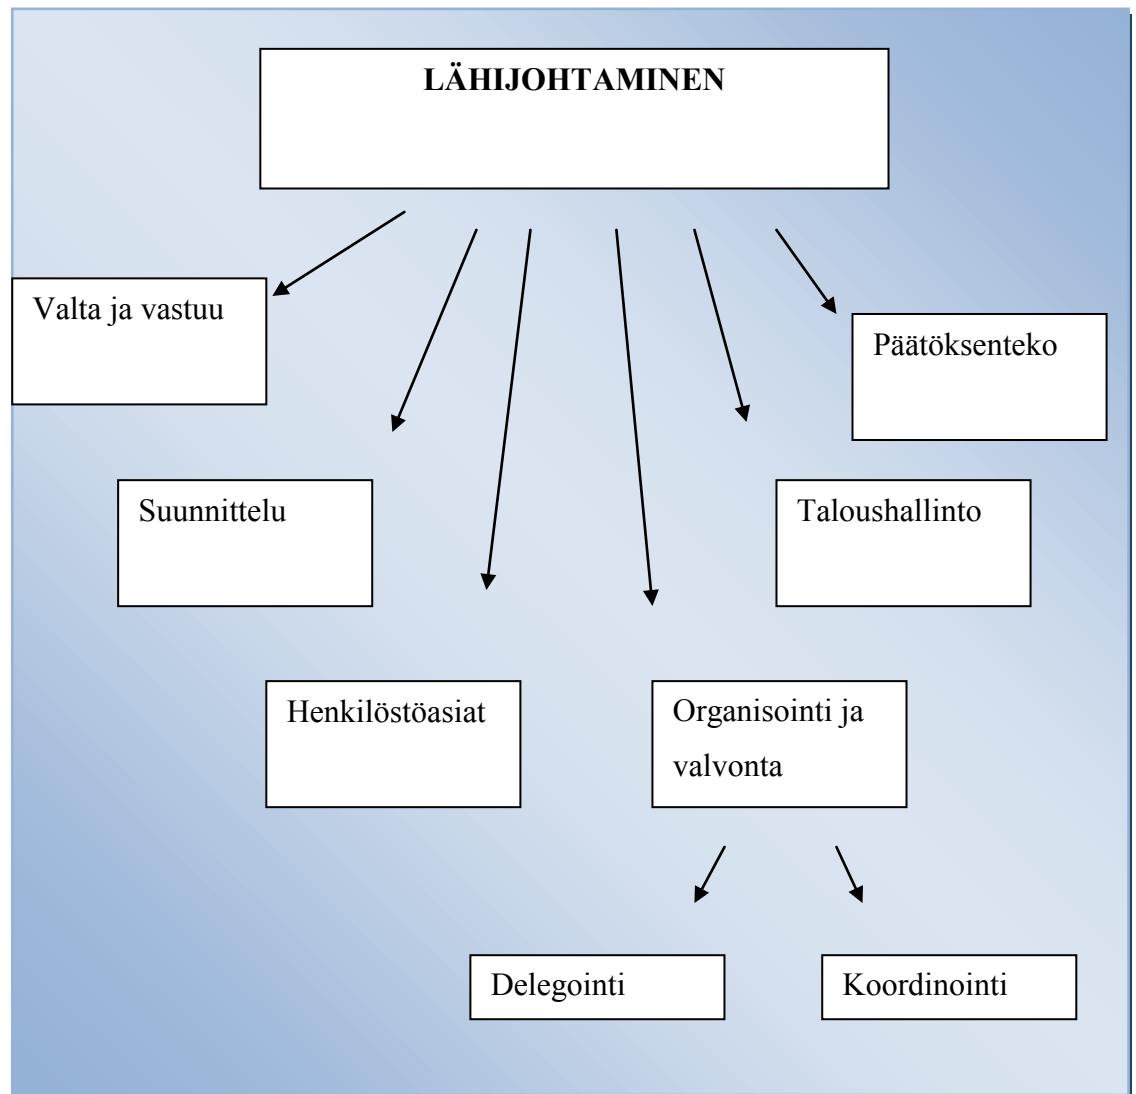 LÄHIJOHTAMINEN
Valta ja vastuu
Päätöksenteko
Suunnittelu
Taloushallinto
Henkilöstöasiat
Organisointi ja
valvonta
Delegointi
Koordinointi